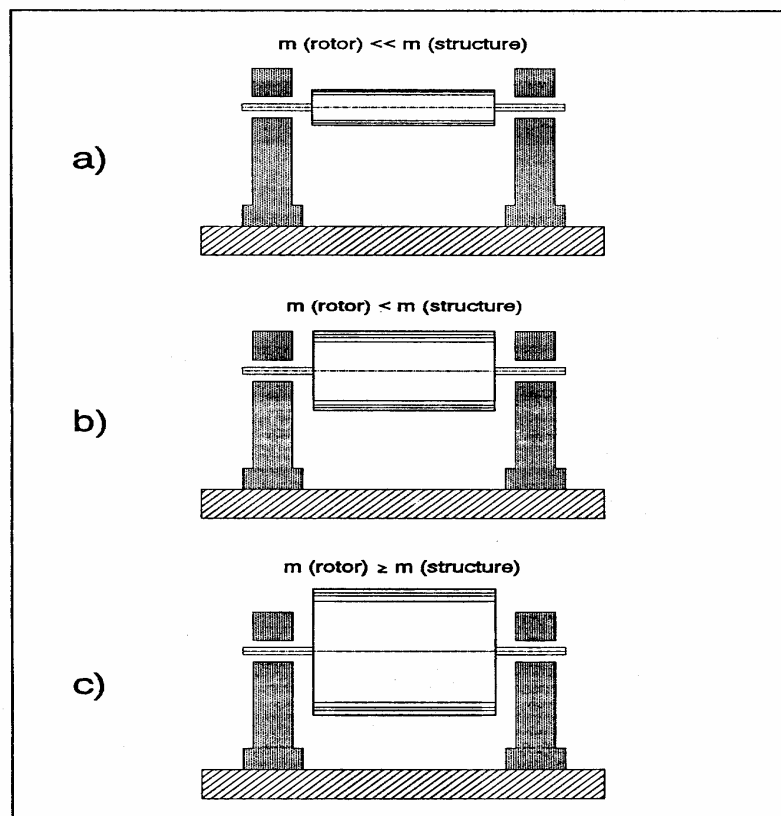 m (rotor) << m (structure)
a)
m (rotor) < m (structure)
b)
m (rotor) ≥ m (structure)
c)